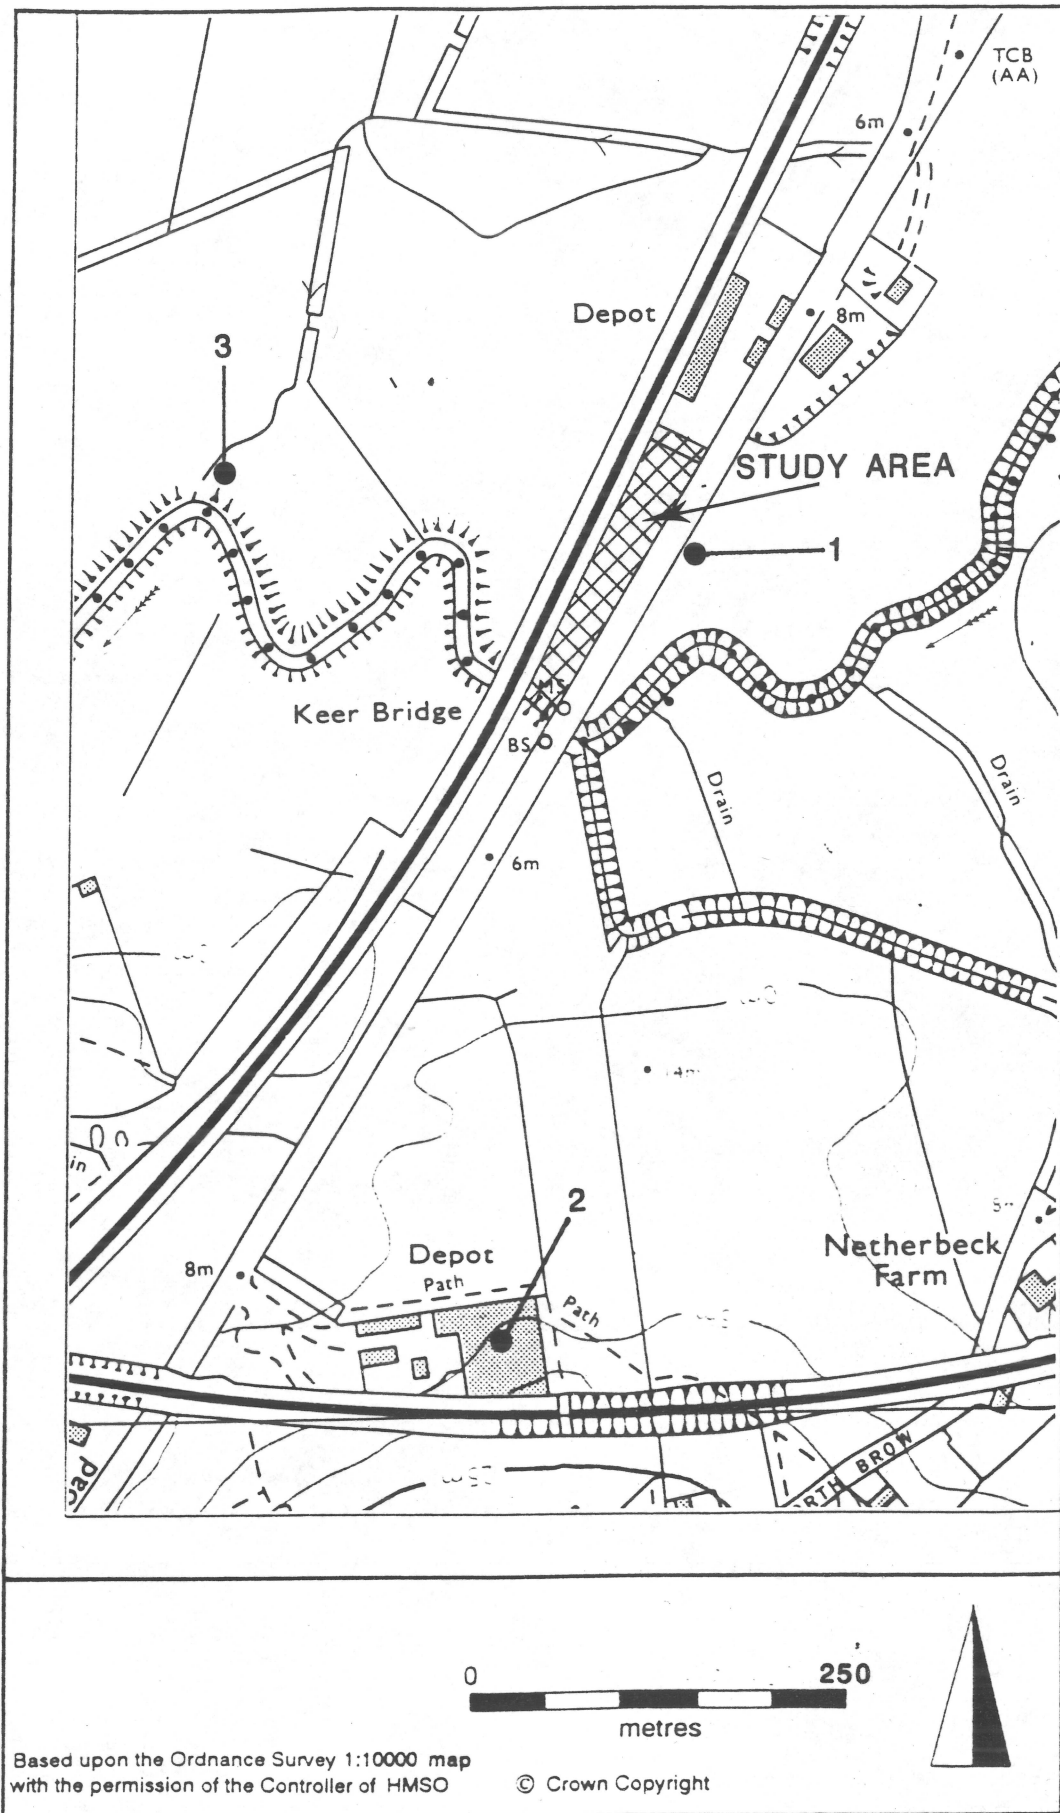 TCB
(AA)
6m
Depot
8m
3
STUDY AREA
1
MS
Keer Bridge
BS
Drain
Drain
6m
2
Netherbeck
Farm
Depot
8m
Path
Path
25m
BROW
0
250
metres
Based upon the Ordnance Survey 1:10000 map
with the permission of the Controller of HMSO
© Crown Copyright